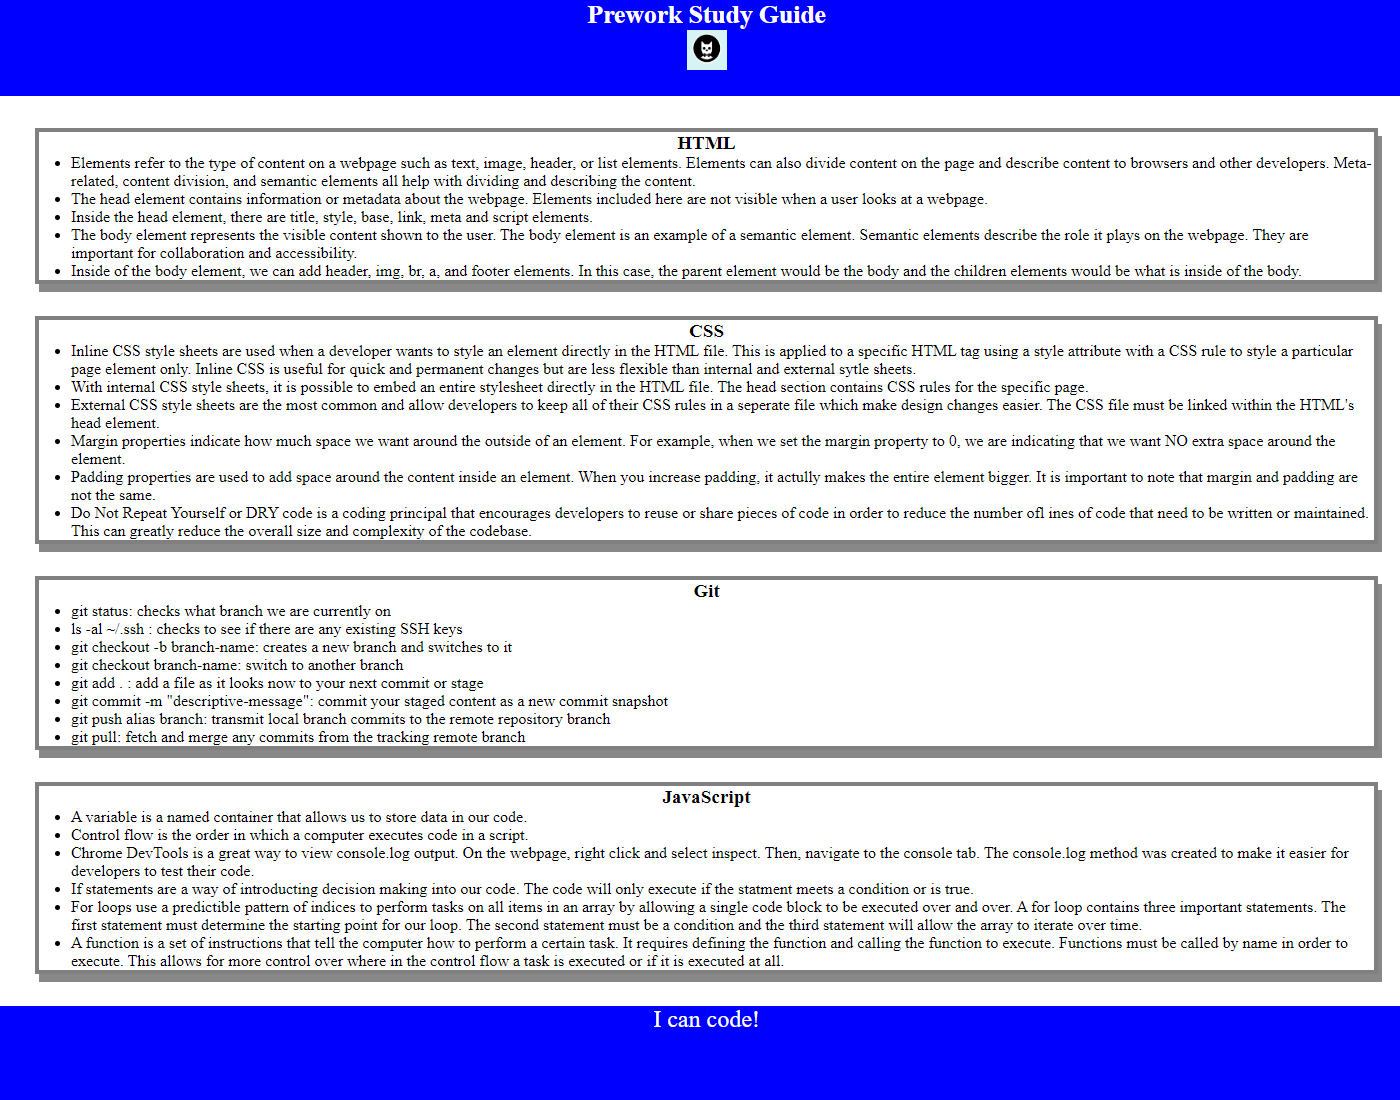 Prework Study Guide
HTML
Elements refer to the type of content on a webpage such as text, image, header, or list elements. Elements can also divide content on the page and describe content to browsers and other developers. Meta-
related, content division, and semantic elements all help with dividing and describing the content.
The head element contains information or metadata about the webpage. Elements included here are not visible when a user looks at a webpage.
Inside the head element, there are title, style, base, link, meta and script elements.
The body element represents the visible content shown to the user. The body element is an example of a semantic element. Semantic elements describe the role it plays on the webpage. They are
important for collaboration and accessibility.
Inside of the body element, we can add header, img, br, a, and footer elements. In this case, the parent element would be the body and the children elements would be what is inside of the body.
CSS
Inline CSS style sheets are used when a developer wants to style an element directly in the HTML file. This is applied to a specific HTML tag using a style attribute with a CSS rule to style a particular
page element only. Inline CSS is useful for quick and permanent changes but are less flexible than internal and external sytle sheets.
With internal CSS style sheets, it is possible to embed an entire stylesheet directly in the HTML file. The head section contains CSS rules for the specific page.
External CSS style sheets are the most common and allow developers to keep all of their CSS rules in a seperate file which make design changes easier. The CSS file must be linked within the HTML's
head element.
Margin properties indicate how much space we want around the outside of an element. For example, when we set the margin property to 0, we are indicating that we want NO extra space around the
element.
Padding properties are used to add space around the content inside an element. When you increase padding, it actully makes the entire element bigger. It is important to note that margin and padding are
not the same.
Do Not Repeat Yourself or DRY code is a coding principal that encourages developers to reuse or share pieces of code in order to reduce the number ofl ines of code that need to be written or maintained.
This can greatly reduce the overall size and complexity of the codebase.
Git
git status: checks what branch we are currently on
ls -al ~/.ssh : checks to see if there are any existing SSH keys
git checkout -b branch-name: creates a new branch and switches to it
git checkout branch-name: switch to another branch
git add . : add a file as it looks now to your next commit or stage
git commit -m "descriptive-message": commit your staged content as a new commit snapshot
git push alias branch: transmit local branch commits to the remote repository branch
git pull: fetch and merge any commits from the tracking remote branch
JavaScript
A variable is a named container that allows us to store data in our code.
Control flow is the order in which a computer executes code in a script.
Chrome DevTools is a great way to view console.log output. On the webpage, right click and select inspect. Then, navigate to the console tab. The console.log method was created to make it easier for
developers to test their code.
If statements are a way of introducting decision making into our code. The code will only execute if the statment meets a condition or is true.
For loops use a predictible pattern of indices to perform tasks on all items in an array by allowing a single code block to be executed over and over. A for loop contains three important statements. The
first statement must determine the starting point for our loop. The second statement must be a condition and the third statement will allow the array to iterate over time.
A function is a set of instructions that tell the computer how to perform a certain task. It requires defining the function and calling the function to execute. Functions must be called by name in order to
execute. This allows for more control over where in the control flow a task is executed or if it is executed at all.
I can code!